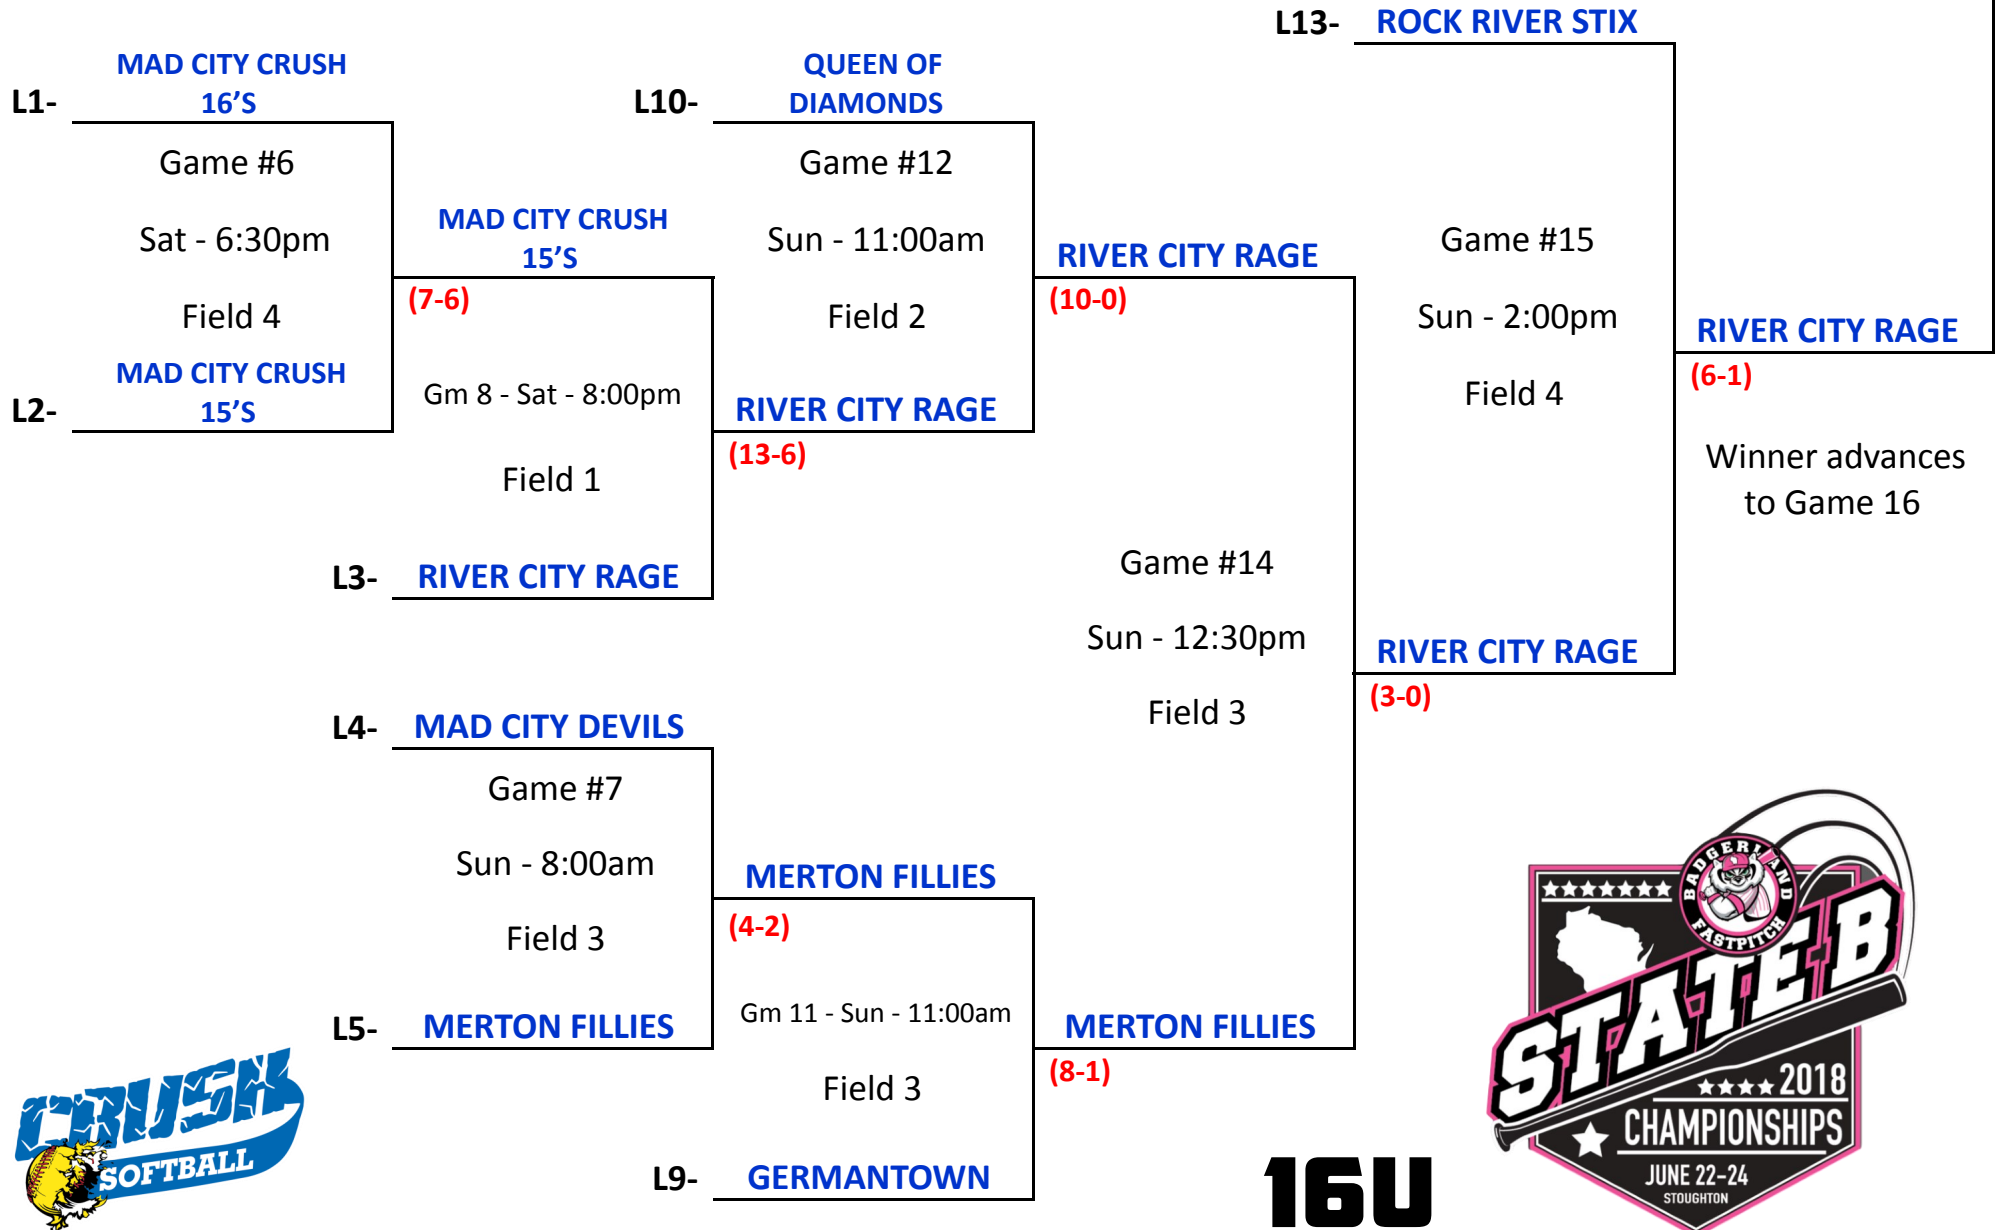 L13- ROCK RIVER STIX
MAD CITY CRUSH
L1- 16'S
QUEEN OF
L10- DIAMONDS
Game #6
Sat - 6:30pm
Field 4
MAD CITY CRUSH
L2- 15'S
MAD CITY CRUSH
15'S
(7-6)
Gm 8 - Sat - 8:00pm
Field 1
L3- RIVER CITY RAGE
Game #12
Sun - 11:00am
Field 2
RIVER CITY RAGE
(13-6)
RIVER CITY RAGE
(10-0)
Game #15
Sun - 2:00pm
Field 4
RIVER CITY RAGE
(6-1)
Winner advances
to Game 16
Game #14
Sun - 12:30pm
Field 3
RIVER CITY RAGE
(3-0)
L4- MAD CITY DEVILS
Game #7
Sun - 8:00am
Field 3
L5- MERTON FILLIES
MERTON FILLIES
(4-2)
Gm 11 - Sun - 11:00am
Field 3
L9- GERMANTOWN
MERTON FILLIES
(8-1)
CRUSH
SOFTBALL
16U
BADGERLAND
FASTPITCH
STATE B
2018
CHAMPIONSHIPS
JUNE 22-24
STOUGHTON